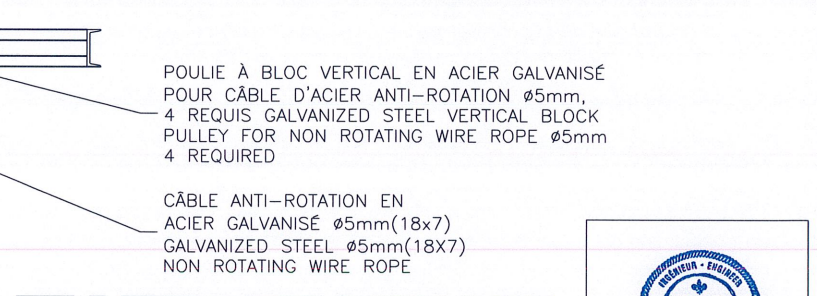 POULIE À BLOC VERTICAL EN ACIER GALVANISÉ
POUR CÂBLE D'ACIER ANTI-ROTATION ø5mm,
4 REQUIS GALVANIZED STEEL VERTICAL BLOCK
PULLEY FOR NON ROTATING WIRE ROPE ø5mm
4 REQUIRED
CÂBLE ANTI-ROTATION EN
ACIER GALVANISÉ ø5mm(18x7)
GALVANIZED STEEL ø5mm(18X7)
NON ROTATING WIRE ROPE
INGÉNIEUR • ENGINEER